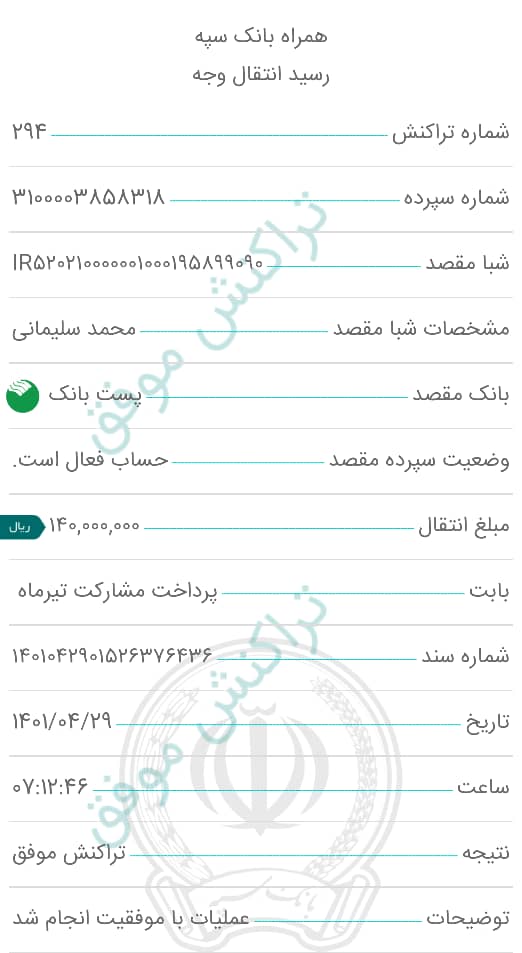 همراه بانک سپه
رسید انتقال وجه
شماره تراکنش ۲۹۴
شماره سپرده ۳۱۰۰۰۰۳۸۵۸۳۱۸
شبا مقصد IR۵۲۰۲۱۰۰۰۰۰۰۱۰۰۰۱۹۵۸۹۹۰۹۰
مشخصات شبا مقصد محمد سلیمانی
بانک مقصد پست بانک
وضعیت سپرده مقصد حساب فعال است.
مبلغ انتقال ۱۴۰,۰۰۰,۰۰۰ ریال
بابت پرداخت مشارکت تیرماه
شماره سند ۱۴۰۱۰۴۲۹۰۱۵۲۶۳۷۶۴۳۶
تاریخ ۱۴۰۱/۰۴/۲۹
ساعت ۰۷:۱۲:۴۶
نتیجه تراکنش موفق
توضیحات عملیات با موفقیت انجام شد
تراکنش موفق
تراکنش موفق
بانک سپه